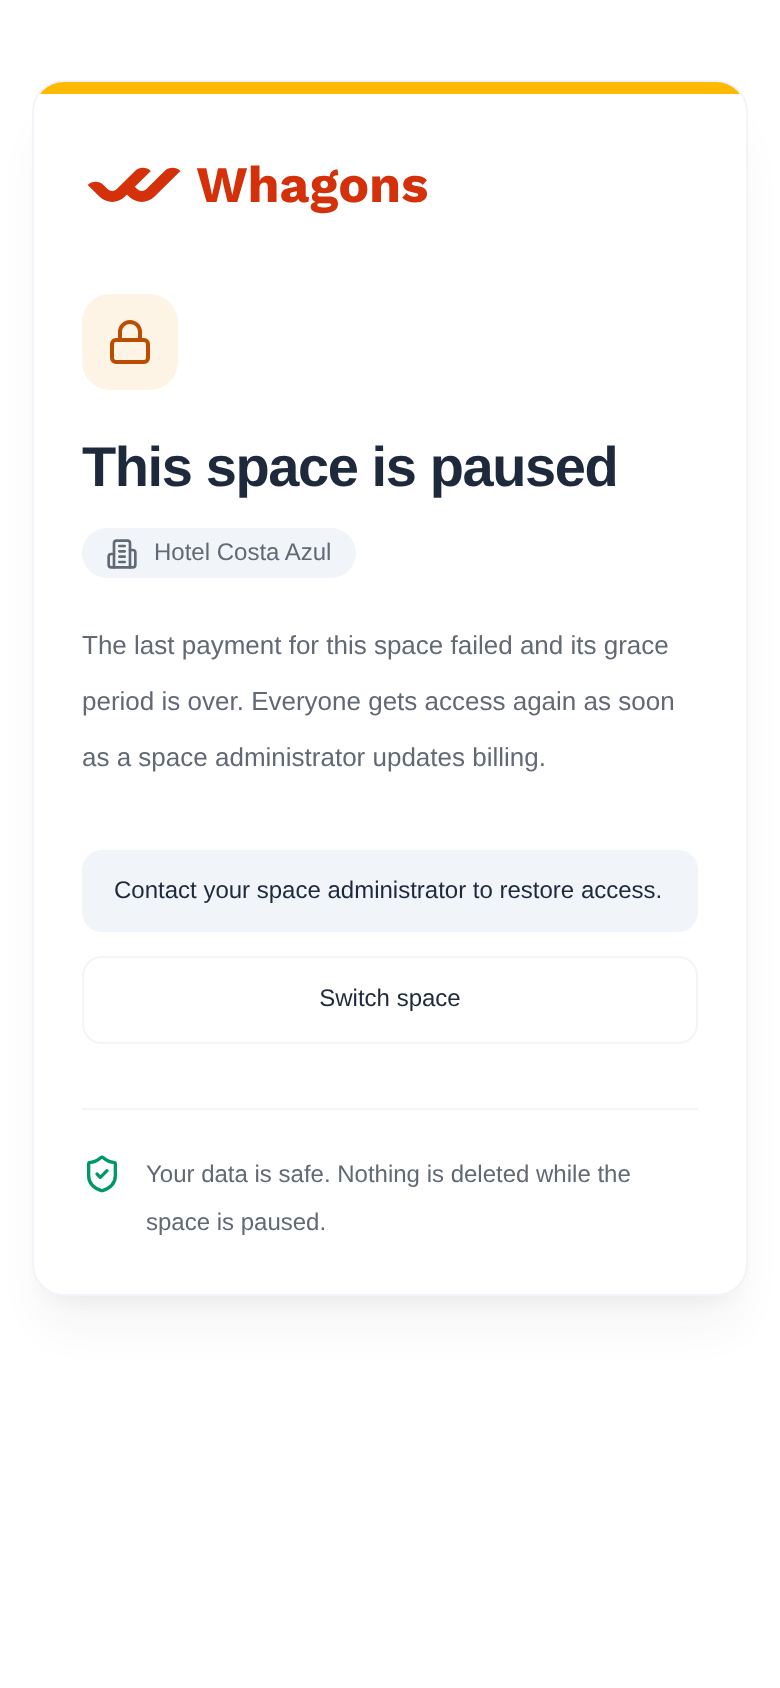 Whagons
This space is paused
Hotel Costa Azul
The last payment for this space failed and its grace
period is over. Everyone gets access again as soon
as a space administrator updates billing.
Contact your space administrator to restore access.
Switch space
Your data is safe. Nothing is deleted while the
space is paused.